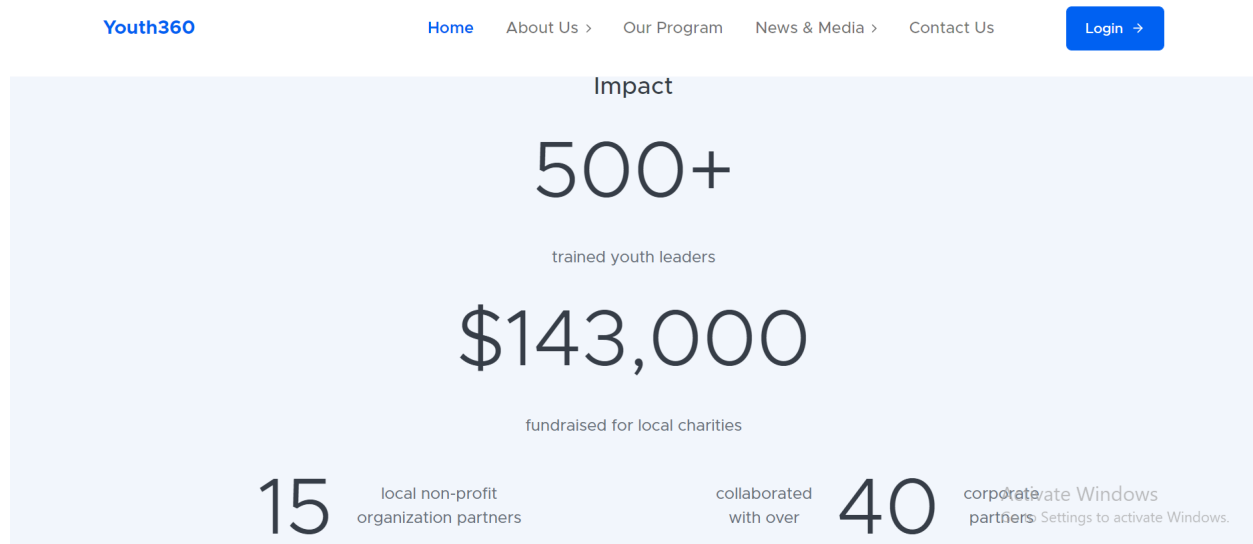 Youth360 Home About Us > Our Program News & Media > Contact Us Login →
Impact
500+
trained youth leaders
$143,000
fundraised for local charities
15 local non-profit organization partners
collaborated with over 40 corporate partners
Activate Windows
Go to Settings to activate Windows.